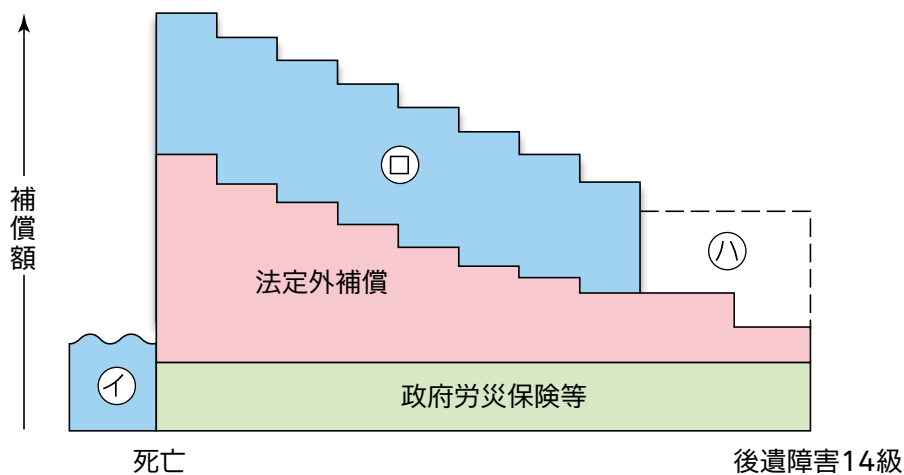 補償額
ロ
ハ
法定外補償
イ
政府労災保険等
死亡
後遺障害14級